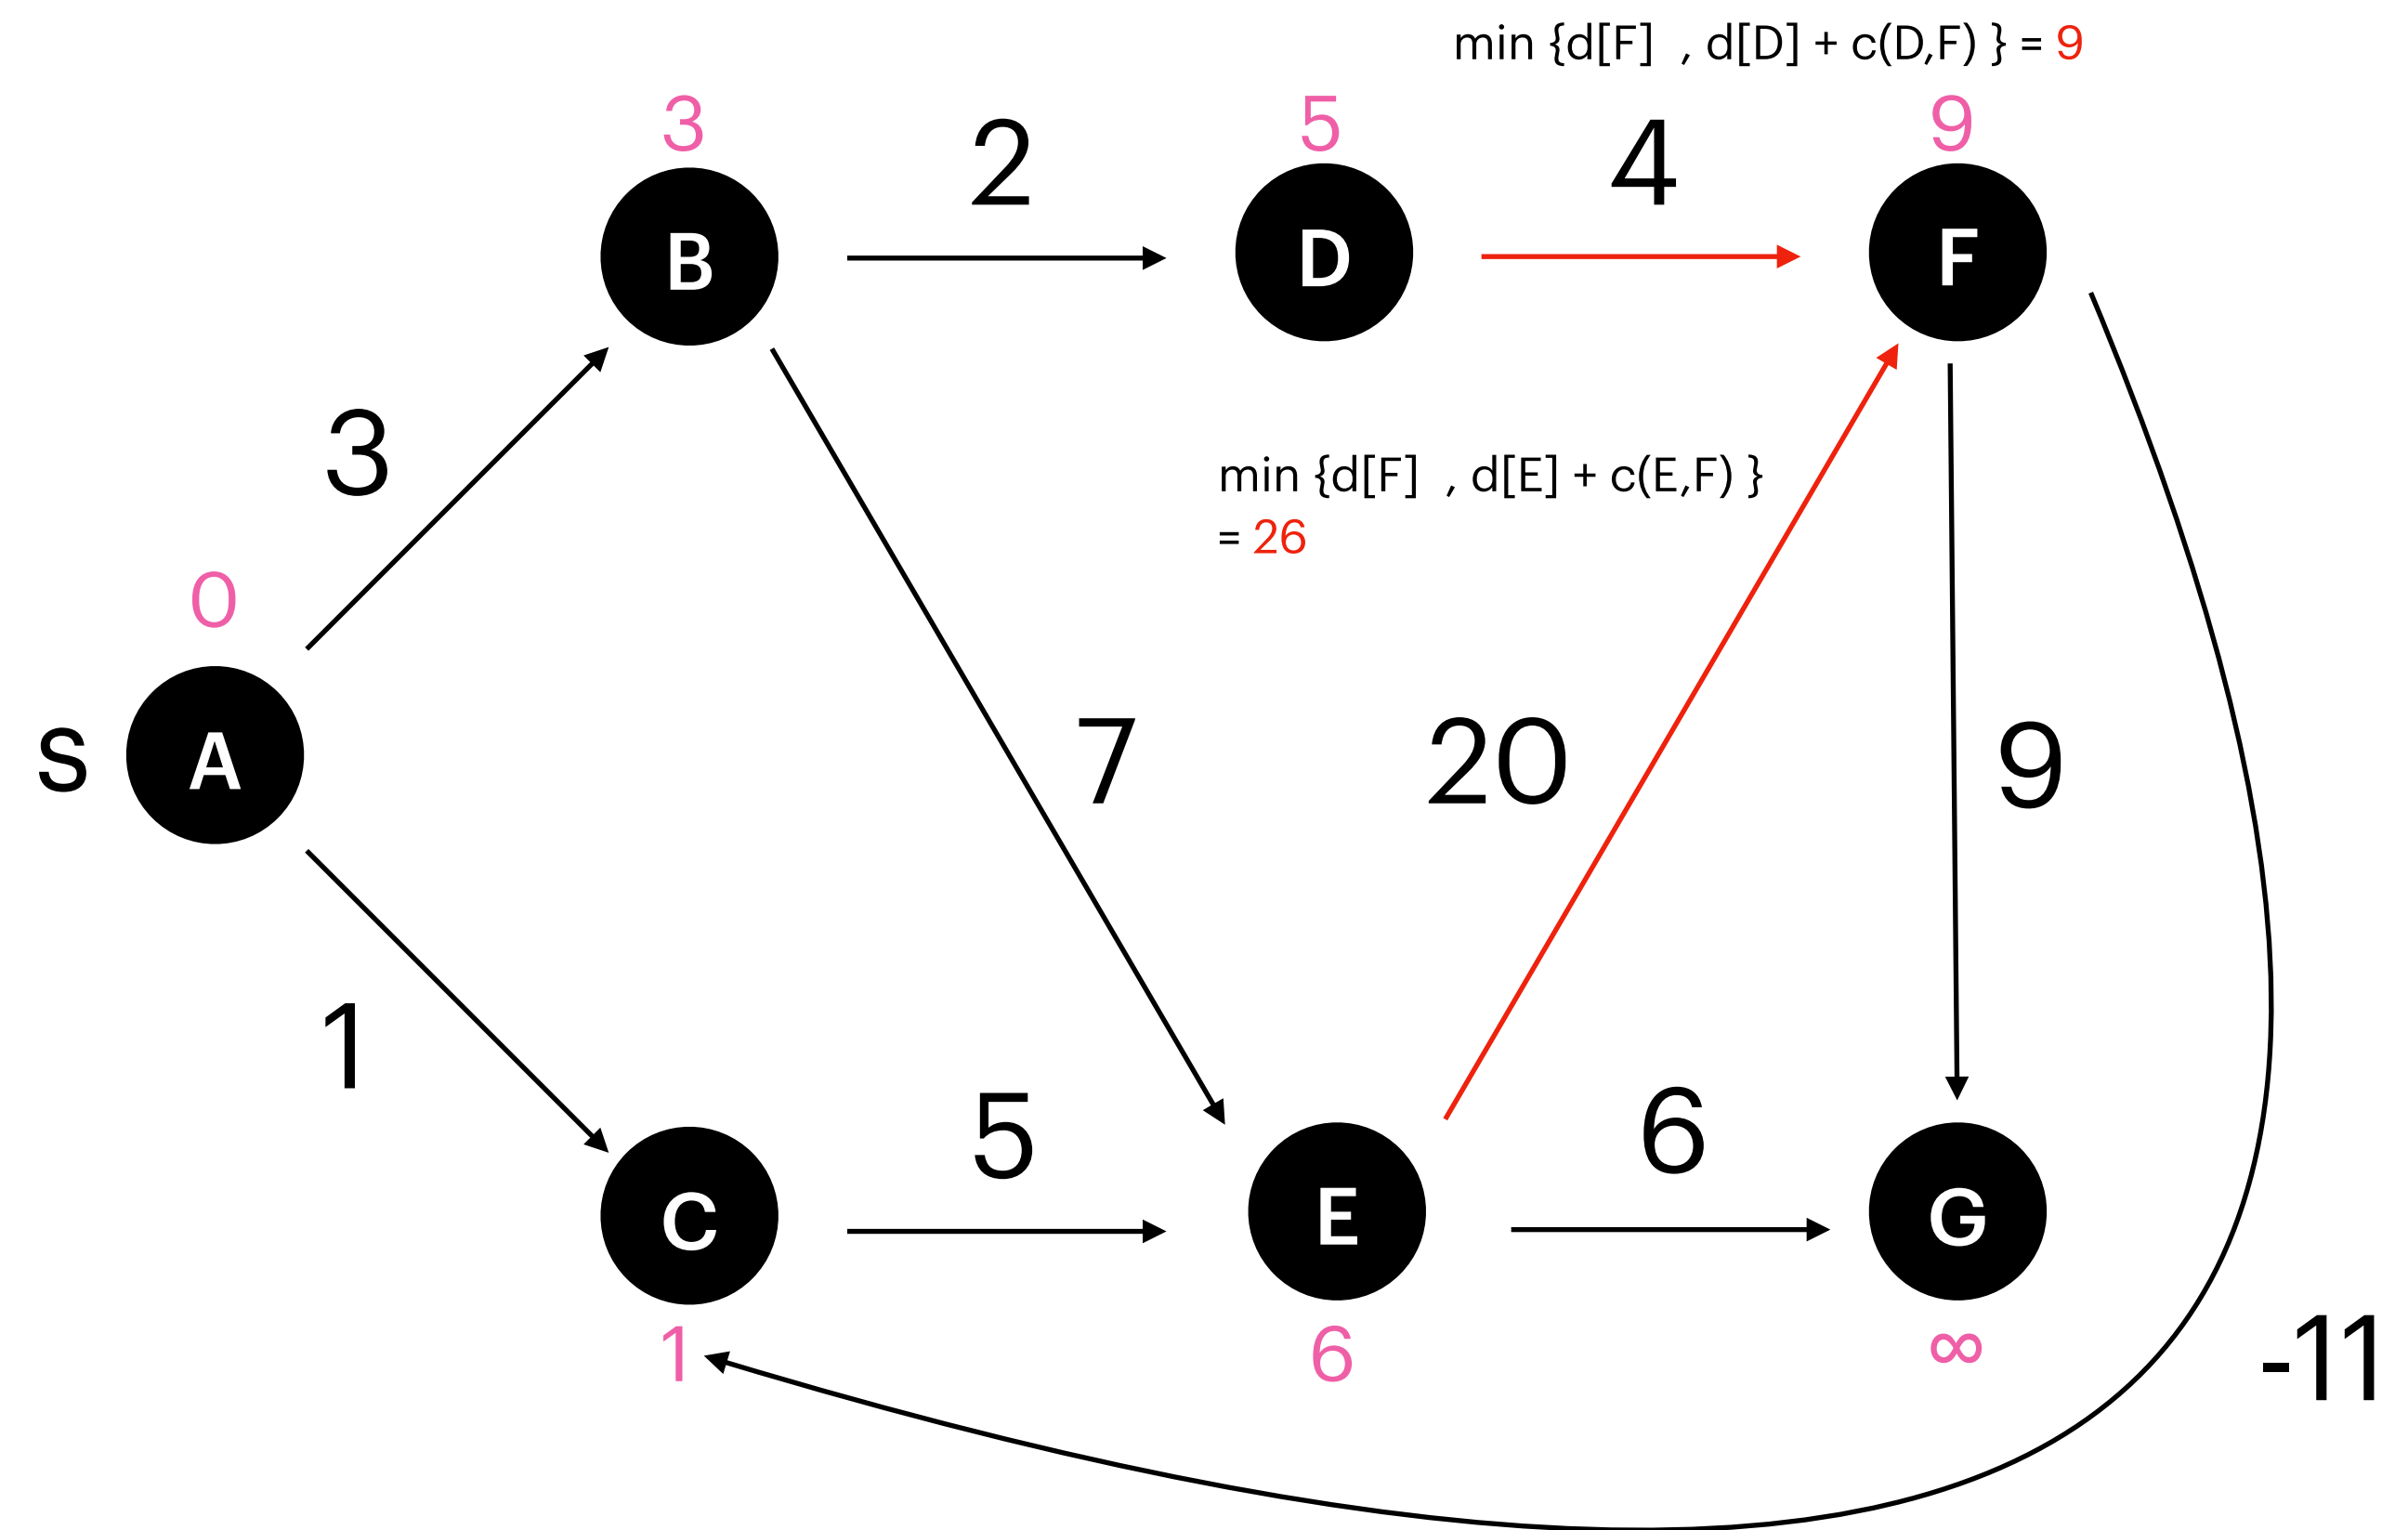 min {d[F] , d[D] + c(D,F) } = 9
3
2
5
4
9
B
D
F
3
min {d[F] , d[E]+ c(E,F) }
= 26
0
s
A
7
20
9
1
5
6
C
E
G
1
6
∞
-11